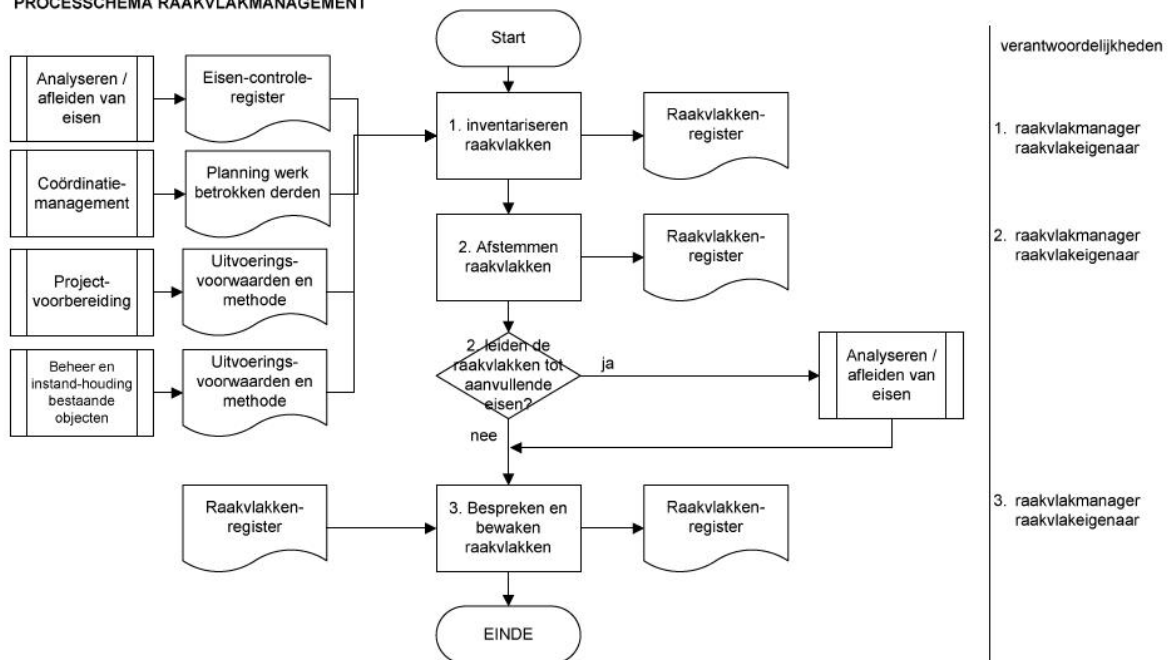 PROCESSCHEMA RAAKVLAKMANAGEMENT
Start
verantwoordelijkheden
Analyseren /
afleiden van
eisen
Eisen-controle-
register
1. inventariseren
raakvlakken
Raakvlakken-
register
1. raakvlakmanager
raakvlakeigenaar
Coördinatie-
management
Planning werk
betrokken derden
2. Afstemmen
raakvlakken
Raakvlakken-
register
2. raakvlakmanager
raakvlakeigenaar
Project-
voorbereiding
Uitvoerings-
voorwaarden en
methode
2. leiden de
raakvlakken tot
aanvullende
eisen?
ja
nee
Analyseren /
afleiden van
eisen
Beheer en
instand-houding
bestaande
objecten
Uitvoerings-
voorwaarden en
methode
Raakvlakken-
register
3. Bespreken en
bewaken
raakvlakken
Raakvlakken-
register
3. raakvlakmanager
raakvlakeigenaar
EINDE